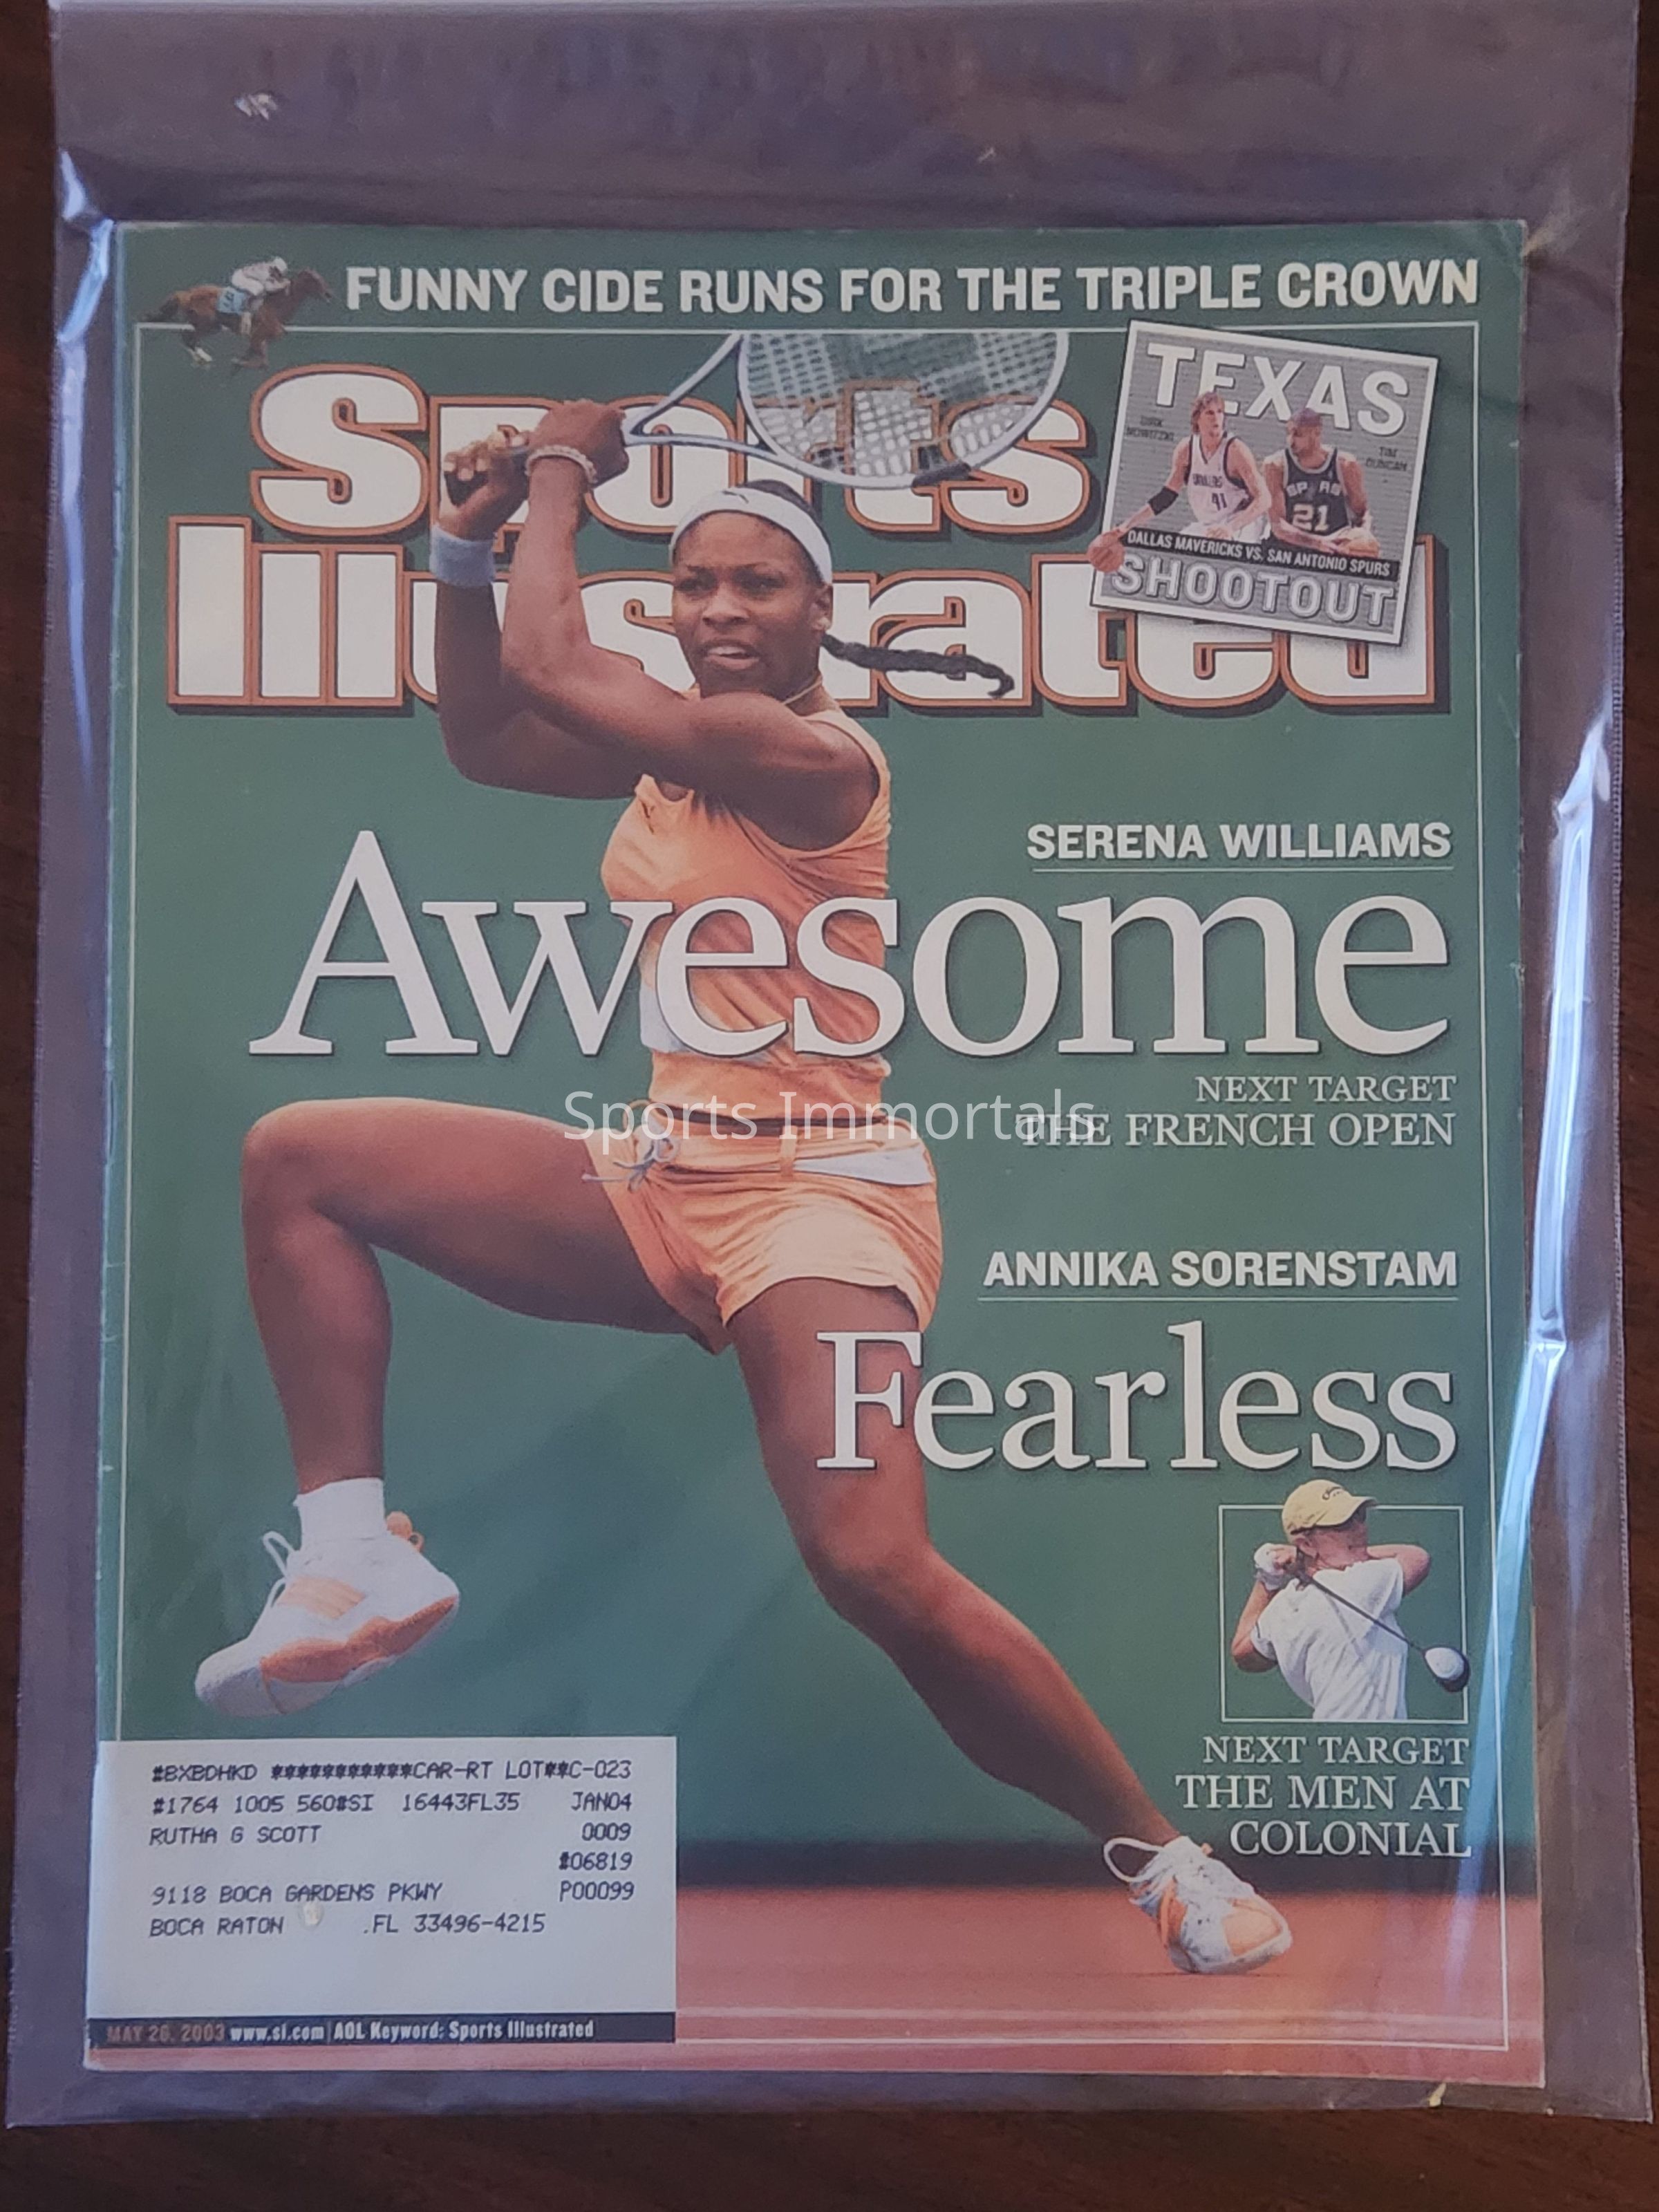 FUNNY CIDE RUNS FOR THE TRIPLE CROWN
Sports
Illustrated
TEXAS
DIRK
NOWITZKI
TIM
DUNCAN
41
SPURS
21
DALLAS MAVERICKS VS. SAN ANTONIO SPURS
SHOOTOUT
SERENA WILLIAMS
Awesome
NEXT TARGET
THE FRENCH OPEN
Sports Immortals
ANNIKA SORENSTAM
Fearless
NEXT TARGET
THE MEN AT
COLONIAL
#BXBDHKD ***********CAR-RT LOT**C-023
#1764 1005 560#SI 16443FL35 JAN04
RUTHA G SCOTT 0009
#06819
9118 BOCA GARDENS PKWY P00099
BOCA RATON .FL 33496-4215
MAY 26, 2003 www.si.com AOL Keyword: Sports Illustrated